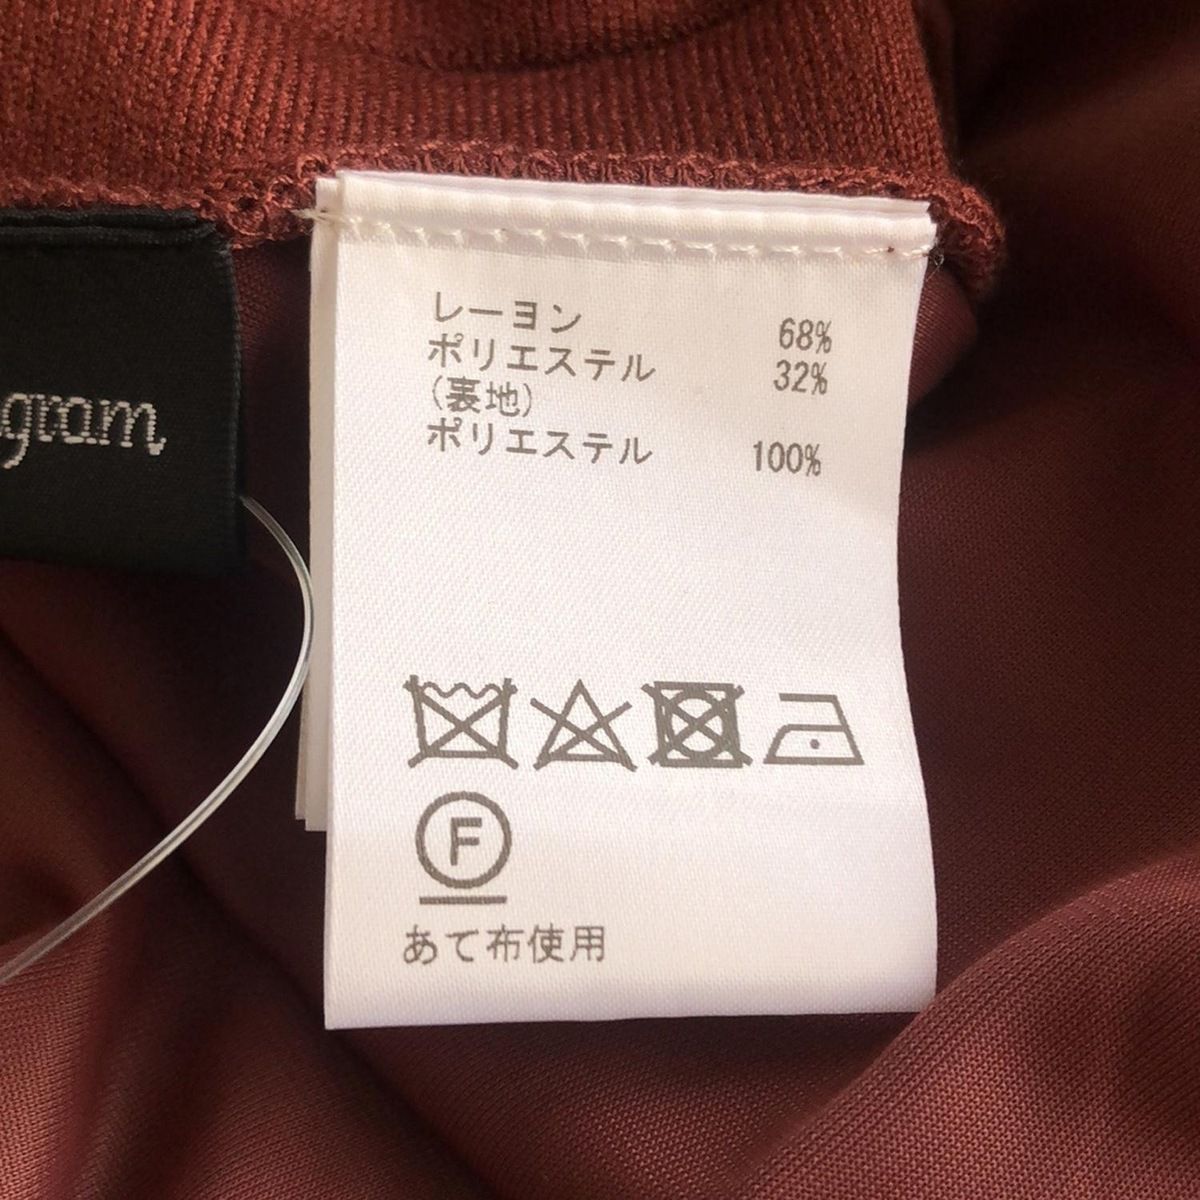 レーヨン 68%
ポリエステル 32%
(裏地)
ポリエステル 100%
F
あて布使用
gram